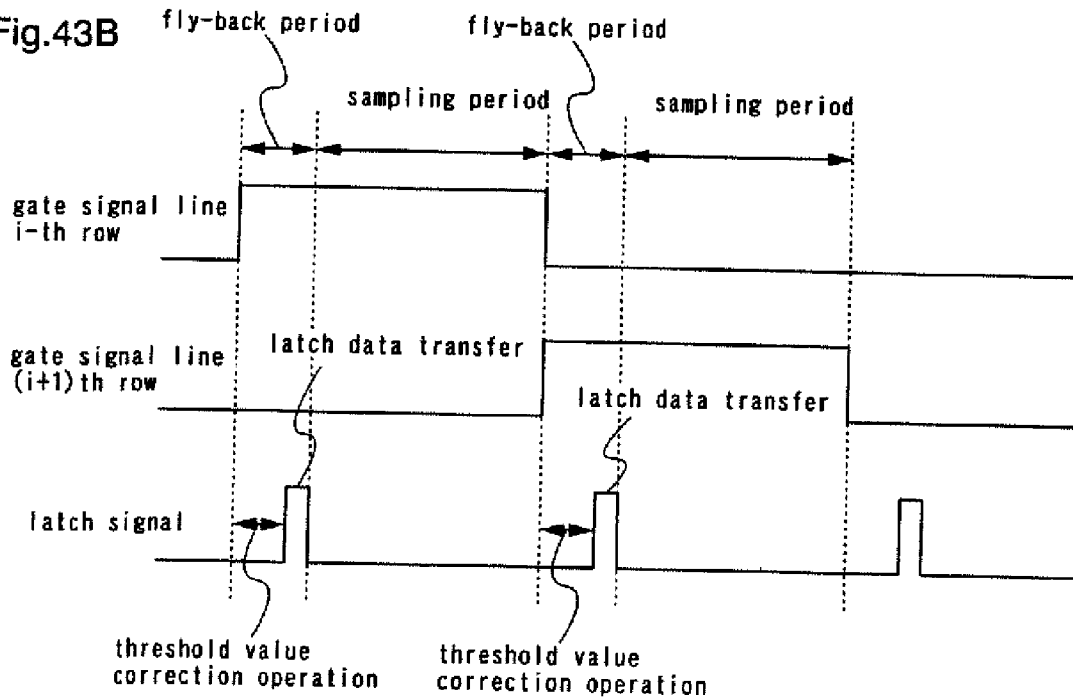 Fig.43B
fly-back period
fly-back period
sampling period
sampling period
gate signal line
i-th row
gate signal line
(i+1)th row
latch data transfer
latch data transfer
latch signal
threshold value
correction operation
threshold value
correction operation